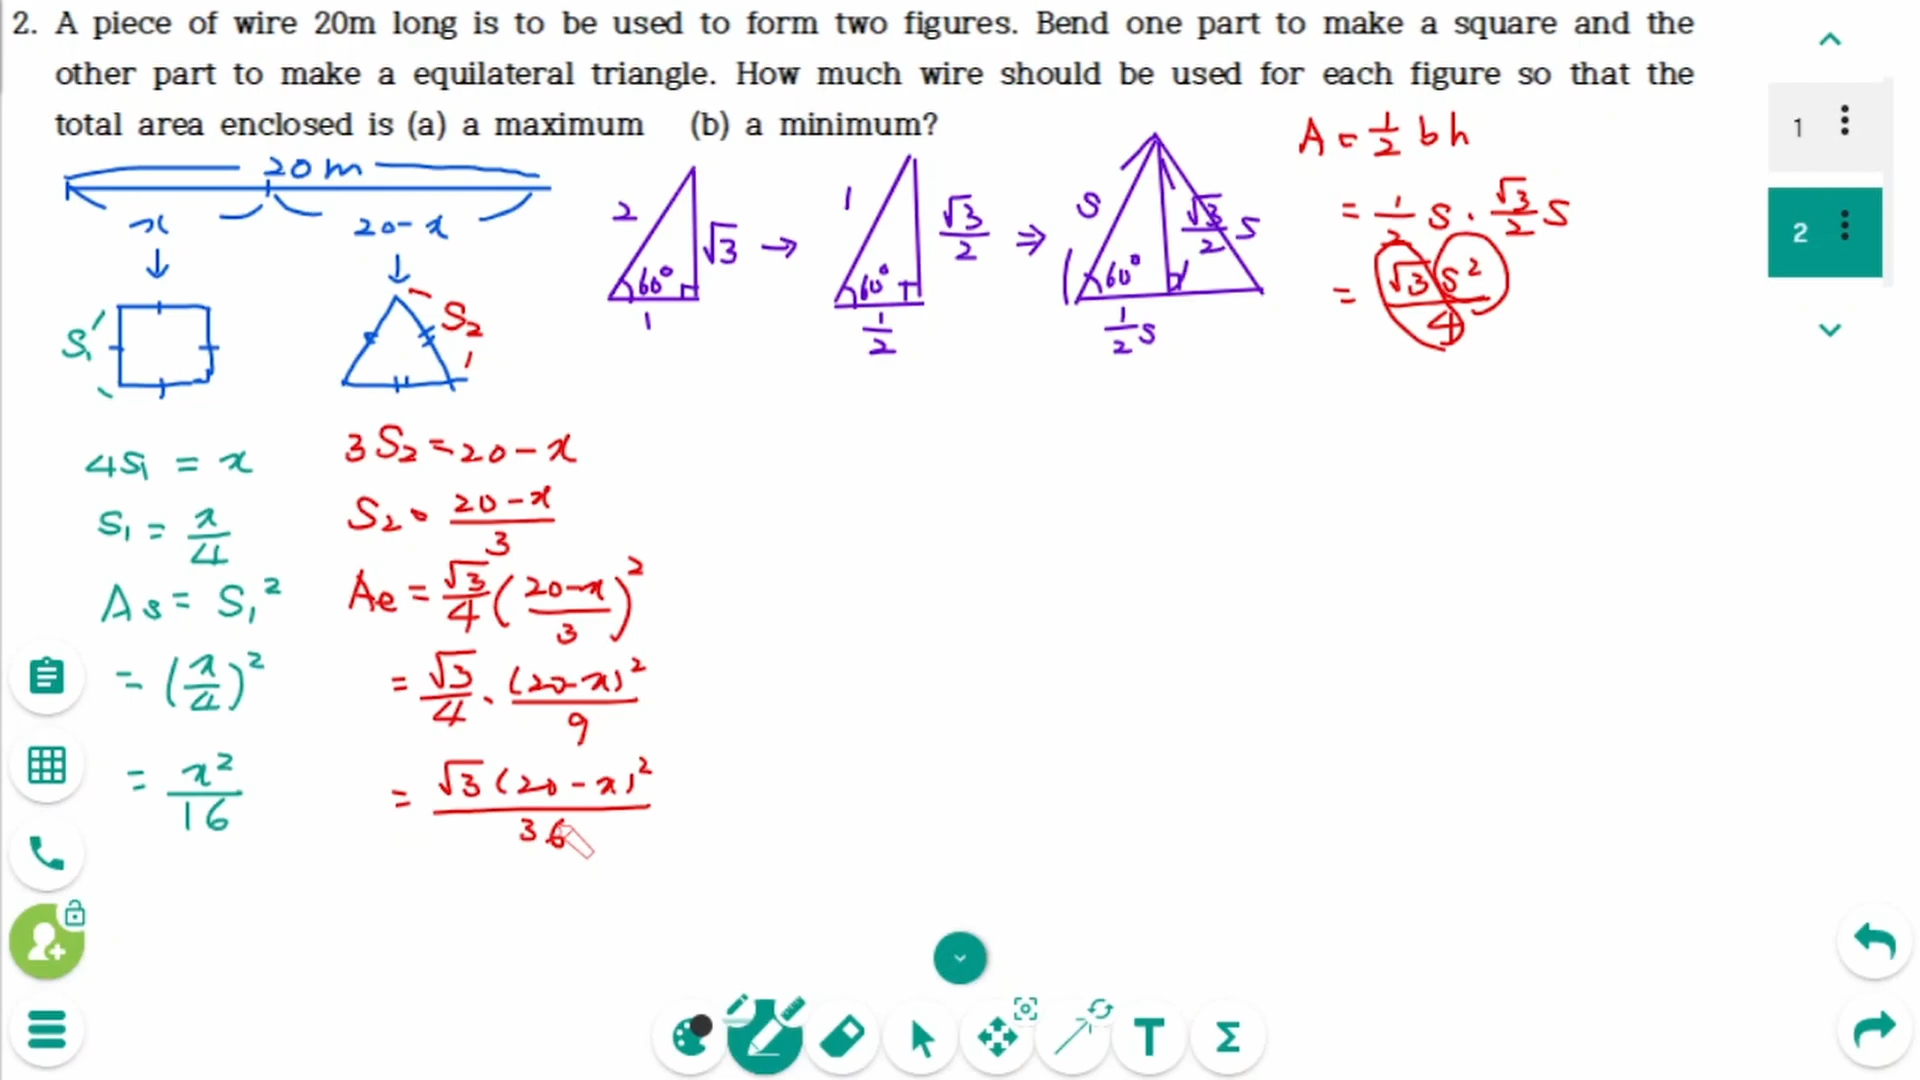 2. A piece of wire 20m long is to be used to form two figures. Bend one part to make a square and the
other part to make a equilateral triangle. How much wire should be used for each figure so that the
total area enclosed is (a) a maximum (b) a minimum?
20 m
x 20-x
S₁
S₂
4S₁ = x
S₁ = x/4
As = S₁²
= (x/4)²
= x²/16
3S₂ = 20-x
S₂ = (20-x)/3
Ae = √3/4 ((20-x)/3)²
= √3/4 · (20-x)²/9
= √3(20-x)²/36
2 √3 →
60°
1
1 √3/2 ⇒
60°
1/2
S √3/2 S
60°
1/2 S
A = 1/2 bh
= 1/2 S · √3/2 S
= √3 S²/4
1
2
T
Σ